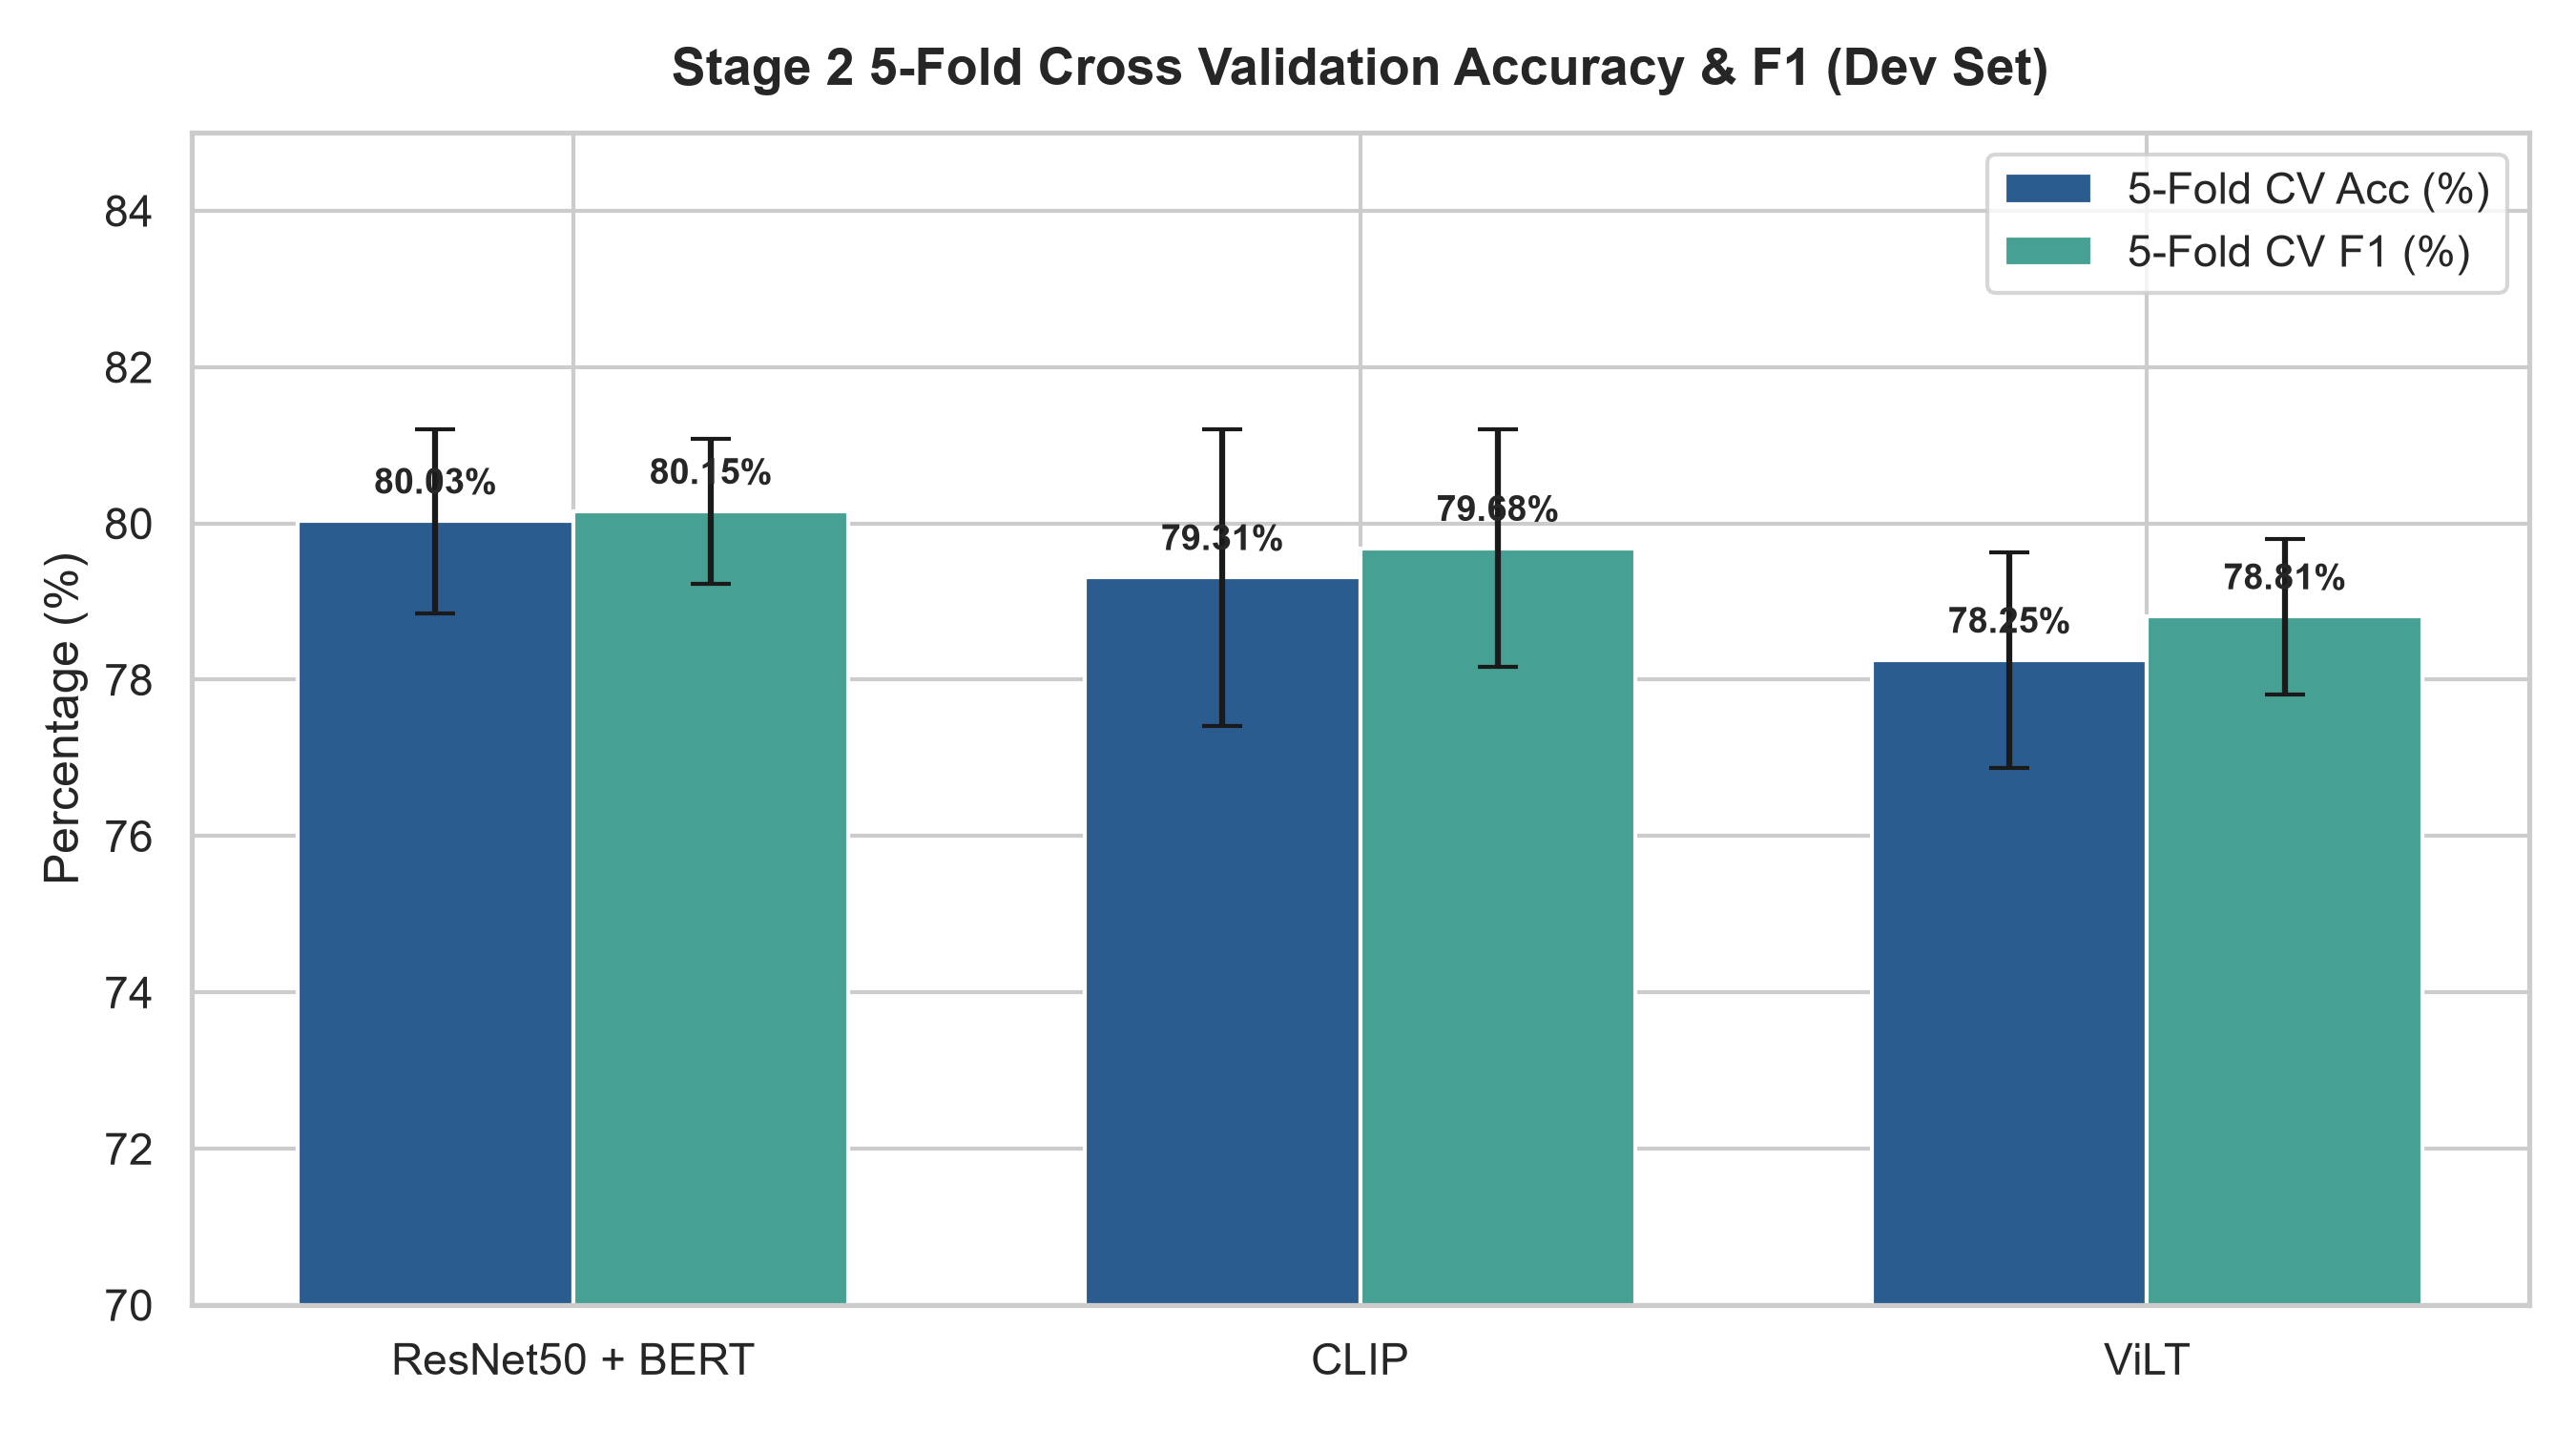 Stage 2 5-Fold Cross Validation Accuracy & F1 (Dev Set)
5-Fold CV Acc (%)
5-Fold CV F1 (%)
Percentage (%)
84
82
80
78
76
74
72
70
80.03%
80.15%
79.31%
79.68%
78.25%
78.81%
ResNet50 + BERT
CLIP
ViLT